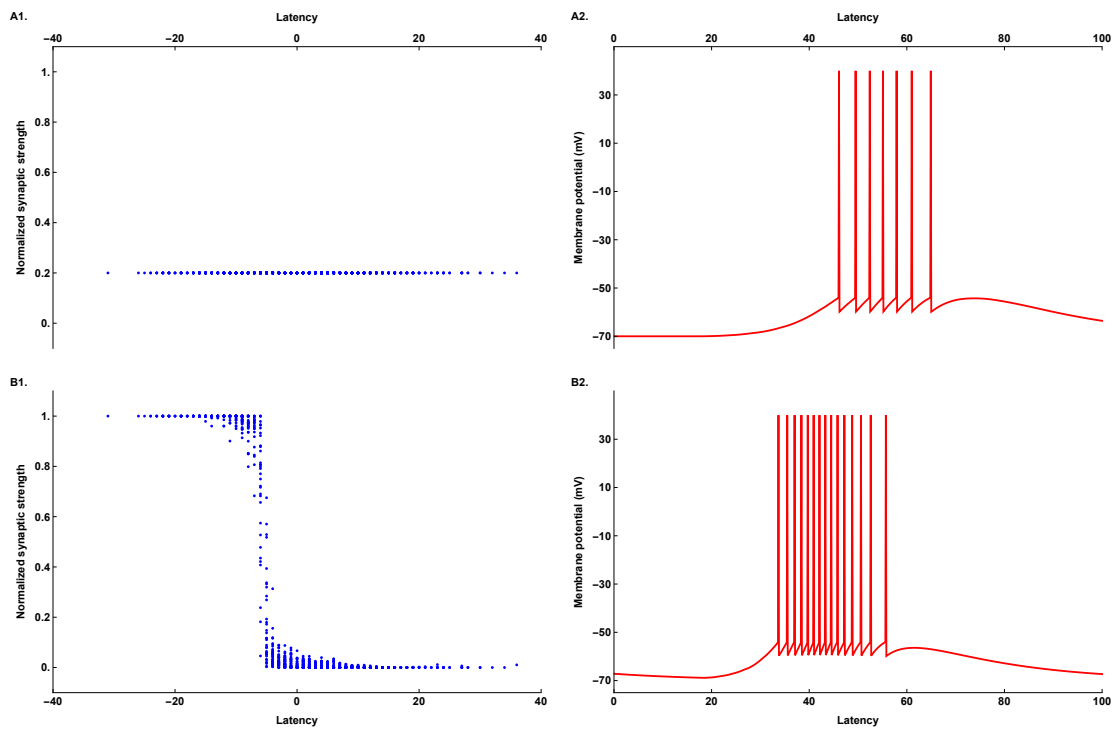 A1.
Latency
−40 −20 0 20 40
Normalized synaptic strength
1.
0.8
0.6
0.4
0.2
0.
A2.
Latency
0 20 40 60 80 100
Membrane potential (mV)
30
10
−10
−30
−50
−70
B1.
Normalized synaptic strength
1.
0.8
0.6
0.4
0.2
0.
−40 −20 0 20 40
Latency
B2.
Membrane potential (mV)
30
10
−10
−30
−50
−70
0 20 40 60 80 100
Latency